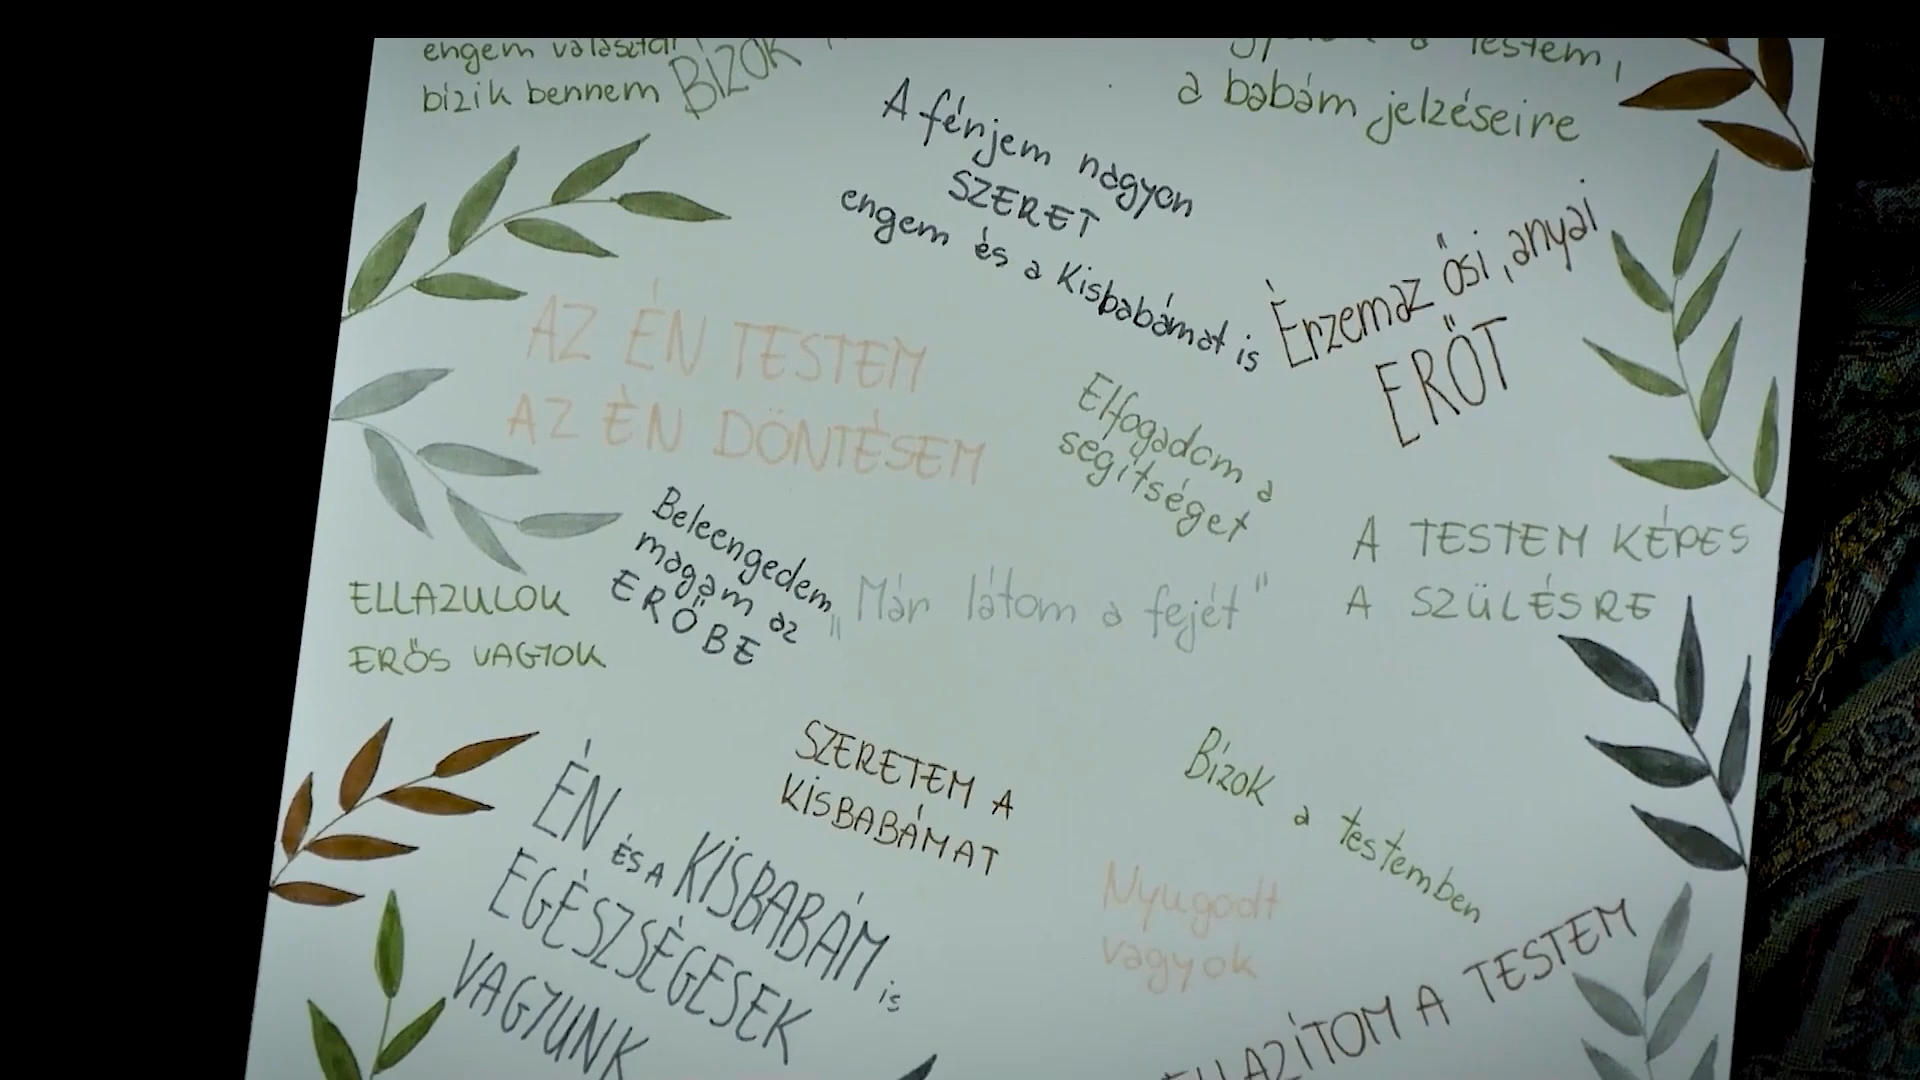 engem választott
bízik bennem
BÍZOK
a testem,
a babám jelzéseire
A férjem nagyon
SZERET
engem és a kisbabámat is
Érzem az ősi, anyai
ERŐT
AZ ÉN TESTEM
AZ ÉN DÖNTÉSEM
Elfogadom a
segítséget
Beleengedem
magam az
ERŐBE
"Már látom a fejét"
A TESTEM KÉPES
A SZÜLÉSRE
ELLAZULOK
ERŐS VAGYOK
SZERETEM A
KISBABÁMAT
Bízok a testemben
ÉN ÉS A KISBABÁM is
EGÉSZSÉGESEK
VAGYUNK
Nyugodt
vagyok
ELLAZÍTOM A TESTEM